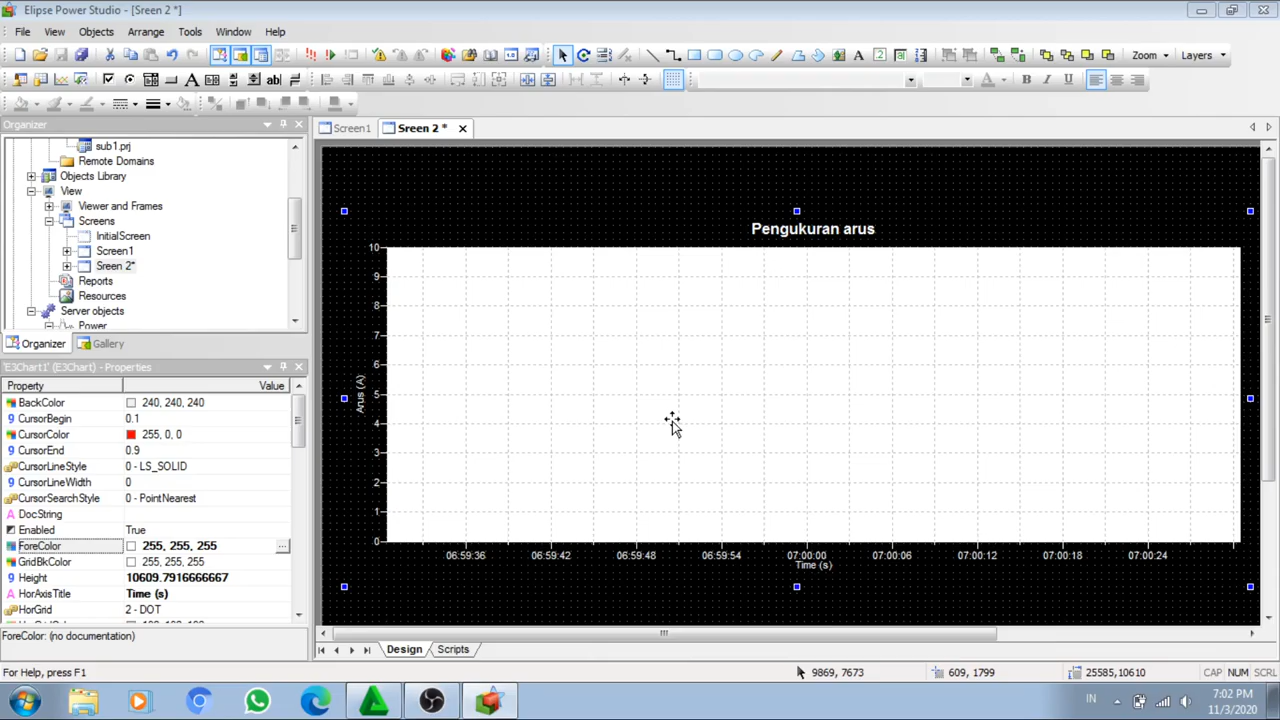 Elipse Power Studio - [Sreen 2 *]
File View Objects Arrange Tools Window Help
Zoom Layers
Organizer
Screen1 Sreen 2 *
sub1.prj
Remote Domains
Objects Library
View
Viewer and Frames
Screens
InitialScreen
Screen1
Sreen 2*
Reports
Resources
Server objects
Power
Organizer Gallery
'E3Chart1' (E3Chart) - Properties
Property Value
BackColor 240, 240, 240
CursorBegin 0.1
CursorColor 255, 0, 0
CursorEnd 0.9
CursorLineStyle 0 - LS_SOLID
CursorLineWidth 0
CursorSearchStyle 0 - PointNearest
DocString
Enabled True
ForeColor 255, 255, 255
GridBkColor 255, 255, 255
Height 10609.7916666667
HorAxisTitle Time (s)
HorGrid 2 - DOT
ForeColor: (no documentation)
Pengukuran arus
10
9
8
7
6
5
4
3
2
1
0
Arus (A)
06:59:36 06:59:42 06:59:48 06:59:54 07:00:00 07:00:06 07:00:12 07:00:18 07:00:24
Time (s)
Design Scripts
For Help, press F1
9869, 7673 609, 1799 25585,10610 CAP NUM SCRL
IN
7:02 PM
11/3/2020